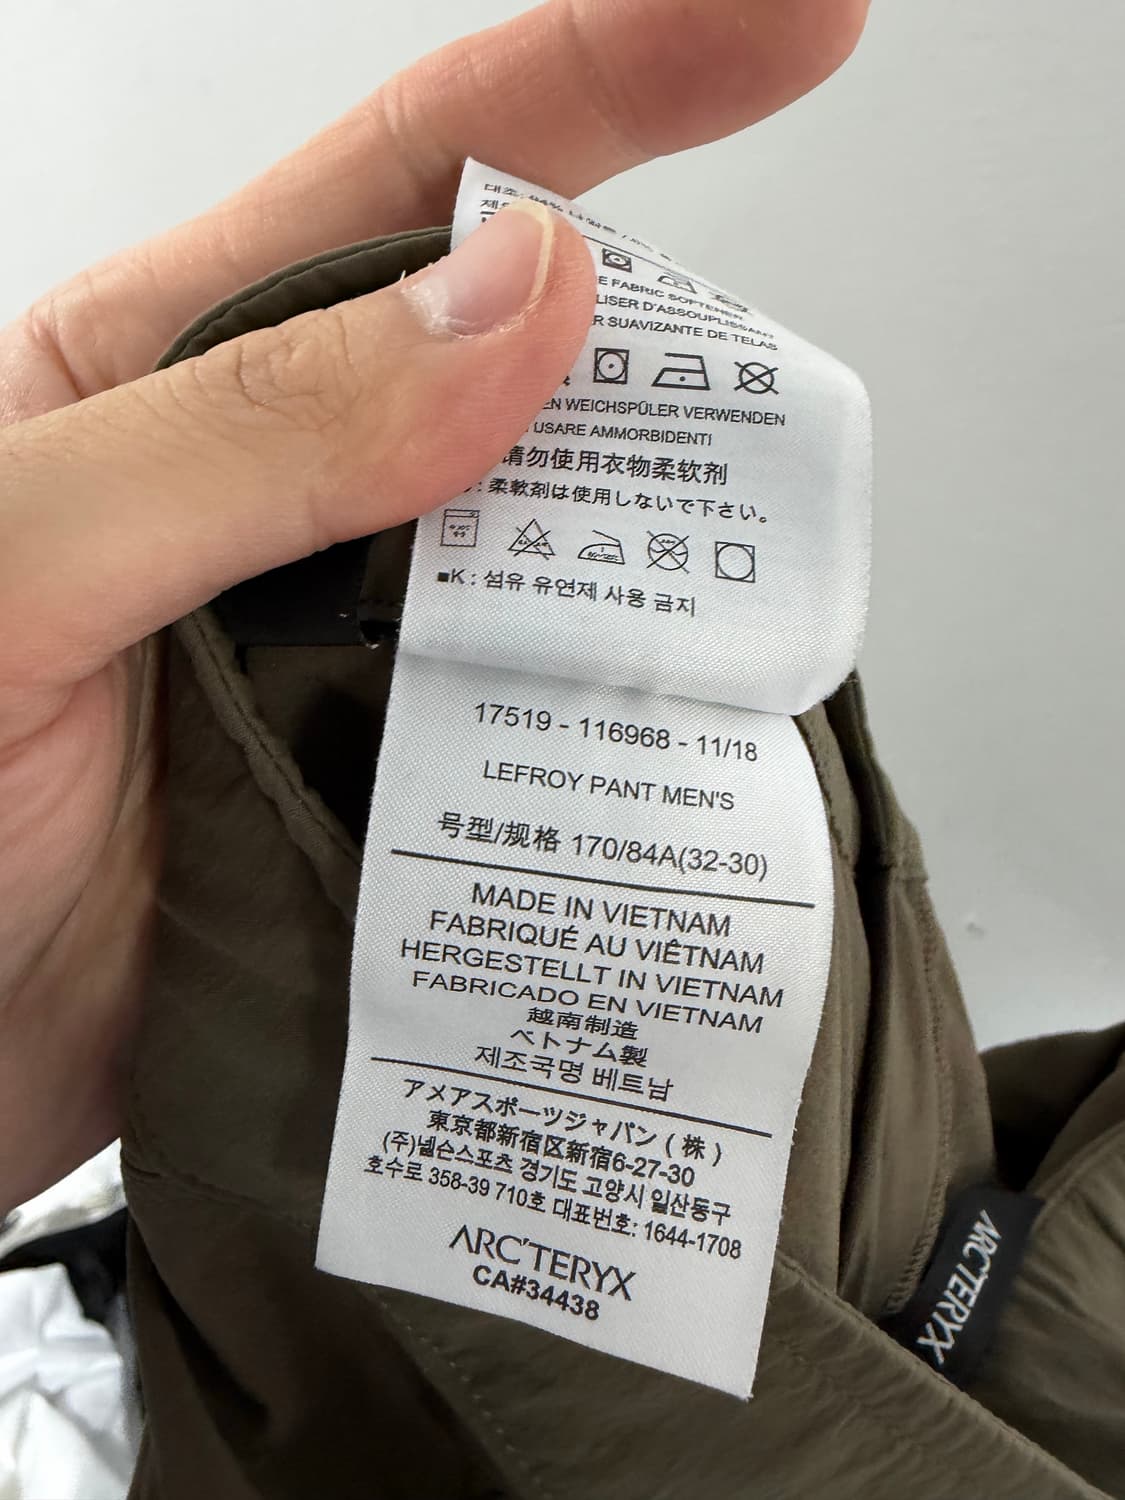 대조: 94% 나일론 / 6%
E FABRIC SOFTENER.
LISER D'ASSOUPLISSANT
R SUAVIZANTE DE TELAS
EN WEICHSPÜLER VERWENDEN
USARE AMMORBIDENTI
请勿使用衣物柔软剂
: 柔軟剤は使用しないで下さい。
■K : 섬유 유연제 사용 금지
17519 - 116968 - 11/18
LEFROY PANT MEN'S
号型/规格 170/84A(32-30)
MADE IN VIETNAM
FABRIQUÉ AU VIÊTNAM
HERGESTELLT IN VIETNAM
FABRICADO EN VIETNAM
越南制造
ベトナム製
제조국명 베트남
アメアスポーツジャパン ( 株 )
東京都新宿区新宿6-27-30
(주)넬슨스포츠 경기도 고양시 일산동구
호수로 358-39 710호 대표번호: 1644-1708
ARC'TERYX
CA#34438
ARC'TERYX